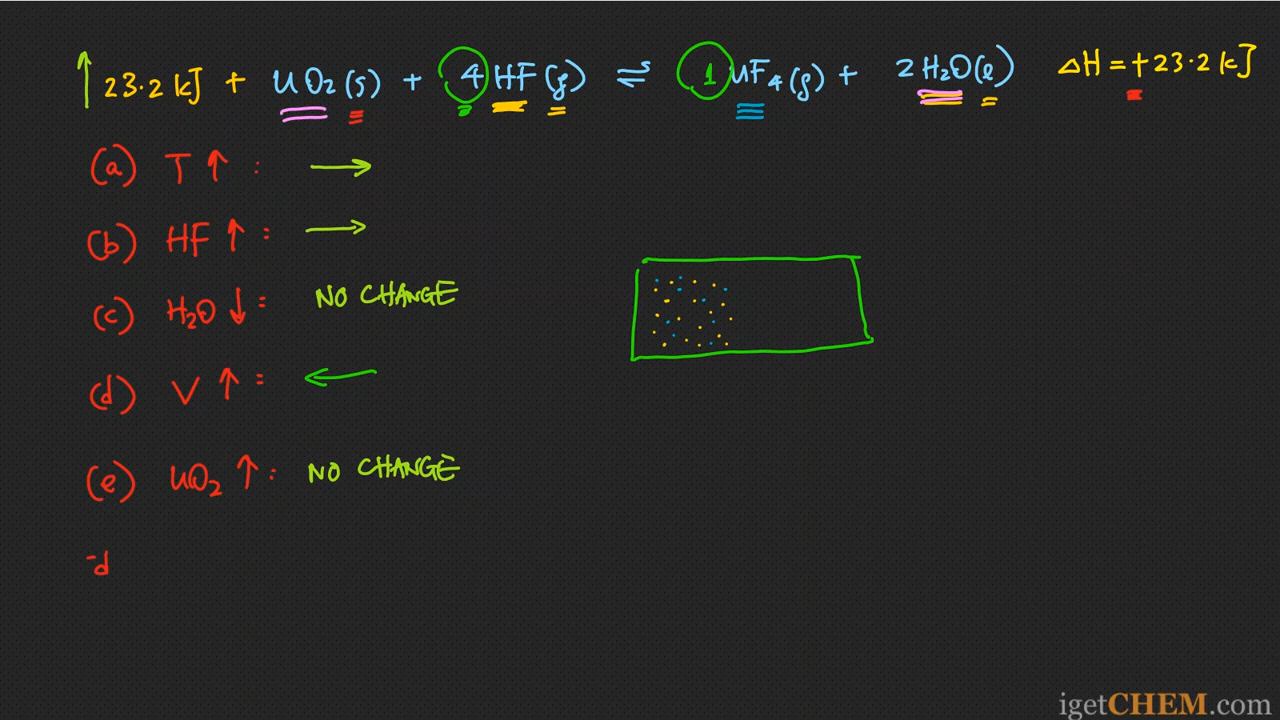 23.2 kJ + UO₂(s) + 4 HF(g) ⇌ 1 UF₄(g) + 2 H₂O(l) ΔH = +23.2 kJ
(a) T ↑ : →
(b) HF ↑ : →
(c) H₂O ↓ : NO CHANGE
(d) V ↑ : ←
(e) UO₂ ↑ : NO CHANGE
igetCHEM.com